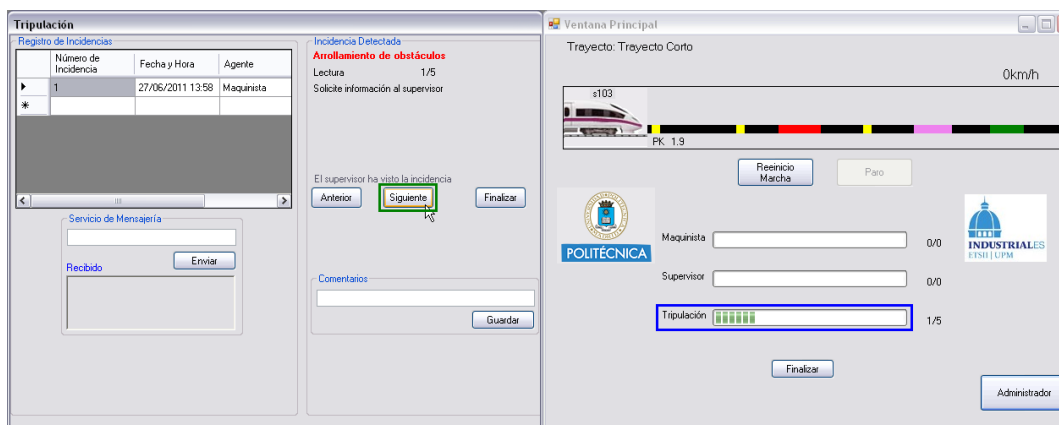 Tripulación
Registro de Incidencias
Número de Incidencia
Fecha y Hora
Agente
1
27/06/2011 13:58
Maquinista
Servicio de Mensajería
Enviar
Recibido
Incidencia Detectada
Arrollamiento de obstáculos
Lectura 1/5
Solicite información al supervisor
El supervisor ha visto la incidencia
Anterior
Siguiente
Finalizar
Comentarios
Guardar
Ventana Principal
Trayecto: Trayecto Corto
0km/h
s103
PK 1.9
Reeinicio
Marcha
Paro
POLITÉCNICA
INDUSTRIALES
ETSII | UPM
Maquinista 0/0
Supervisor 0/0
Tripulación 1/5
Finalizar
Administrador